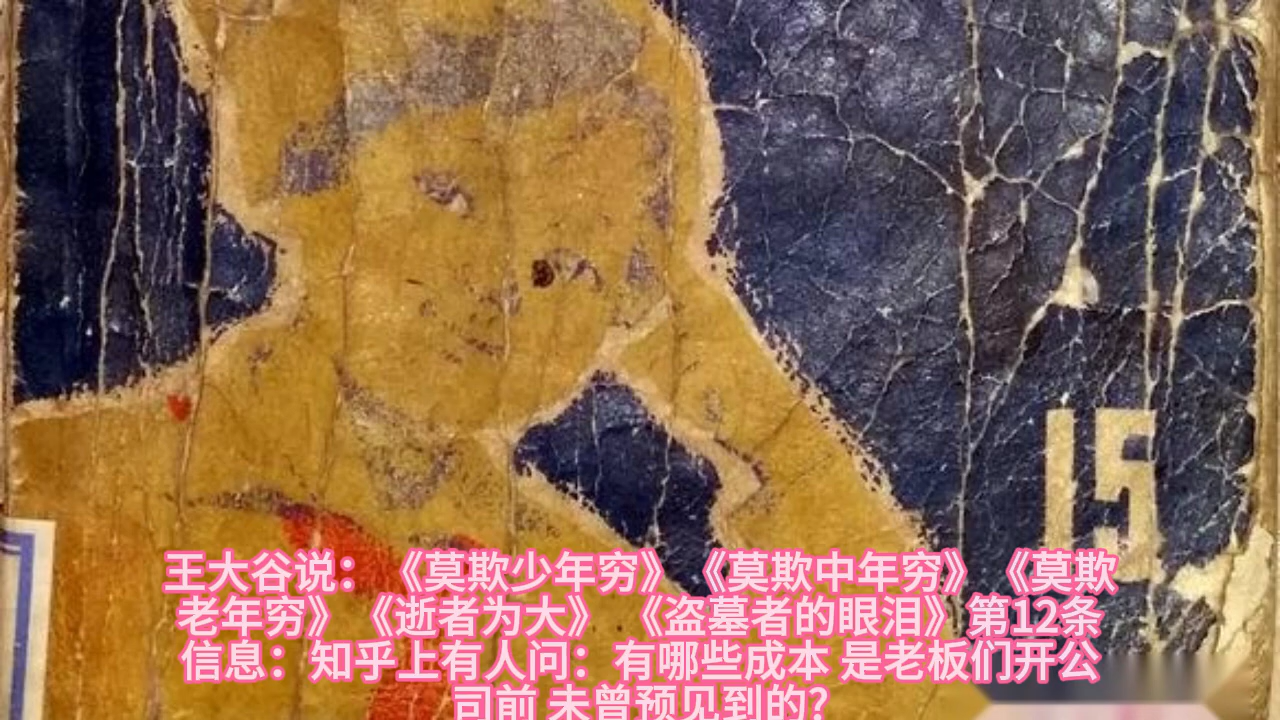 15
王大谷说：《莫欺少年穷》《莫欺中年穷》《莫欺
老年穷》《逝者为大》 《盗墓者的眼泪》第12条
信息：知乎上有人问：有哪些成本 是老板们开公
司前 未曾预见到的?